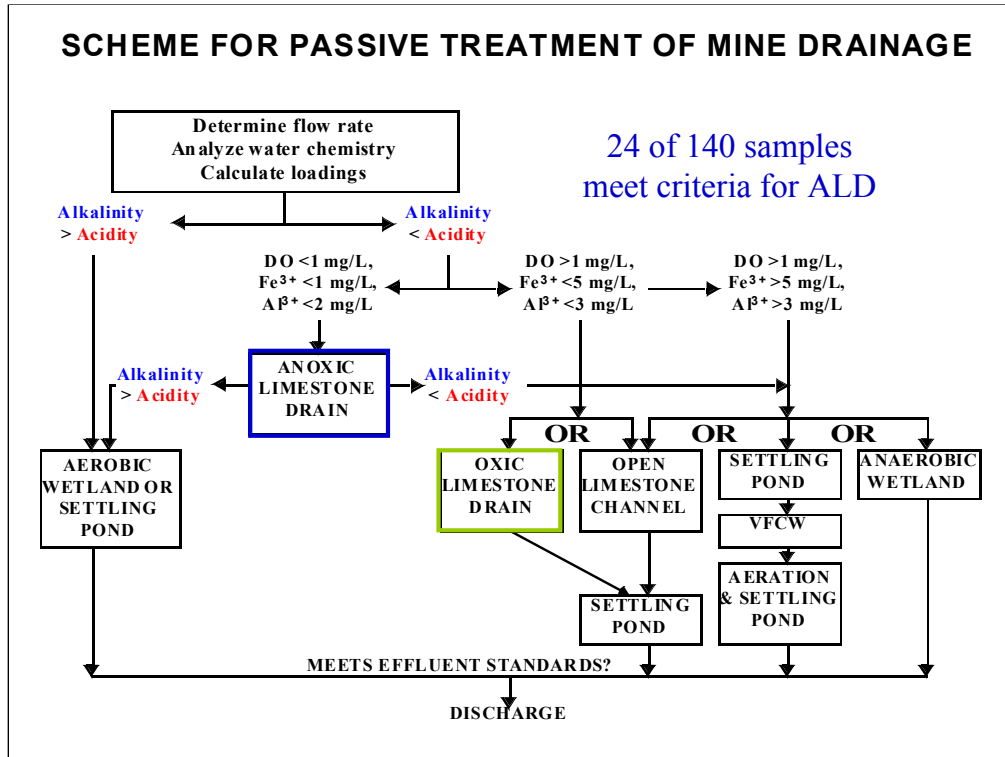 SCHEME FOR PASSIVE TREATMENT OF MINE DRAINAGE
Determine flow rate
Analyze water chemistry
Calculate loadings
24 of 140 samples
meet criteria for ALD
Alkalinity
> Acidity
Alkalinity
< Acidity
DO <1 mg/L,
Fe³⁺ <1 mg/L,
Al³⁺ <2 mg/L
DO >1 mg/L,
Fe³⁺ <5 mg/L,
Al³⁺ <3 mg/L
DO >1 mg/L,
Fe³⁺ >5 mg/L,
Al³⁺ >3 mg/L
Alkalinity
> Acidity
ANOXIC
LIMESTONE
DRAIN
Alkalinity
< Acidity
OR
OR
OR
AEROBIC
WETLAND OR
SETTLING
POND
OXIC
LIMESTONE
DRAIN
OPEN
LIMESTONE
CHANNEL
SETTLING
POND
ANAEROBIC
WETLAND
VFCW
AERATION
& SETTLING
POND
SETTLING
POND
MEETS EFFLUENT STANDARDS?
DISCHARGE